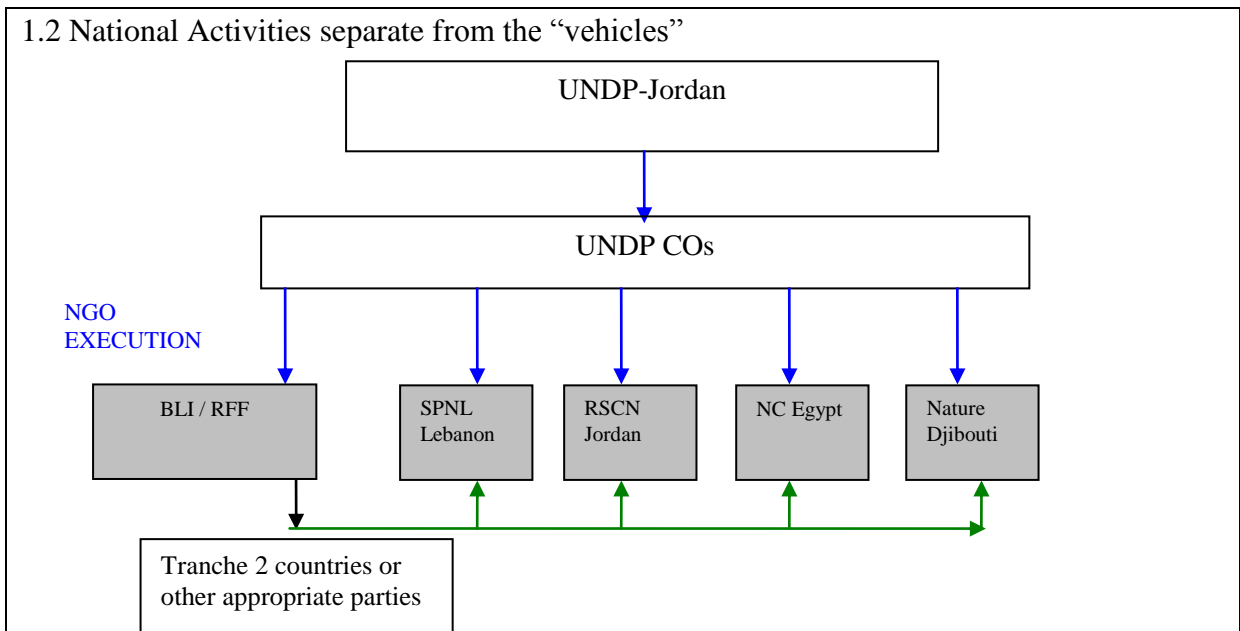 1.2 National Activities separate from the “vehicles”
UNDP-Jordan
UNDP COs
NGO
EXECUTION
BLI / RFF
SPNL
Lebanon
RSCN
Jordan
NC Egypt
Nature
Djibouti
Tranche 2 countries or
other appropriate parties